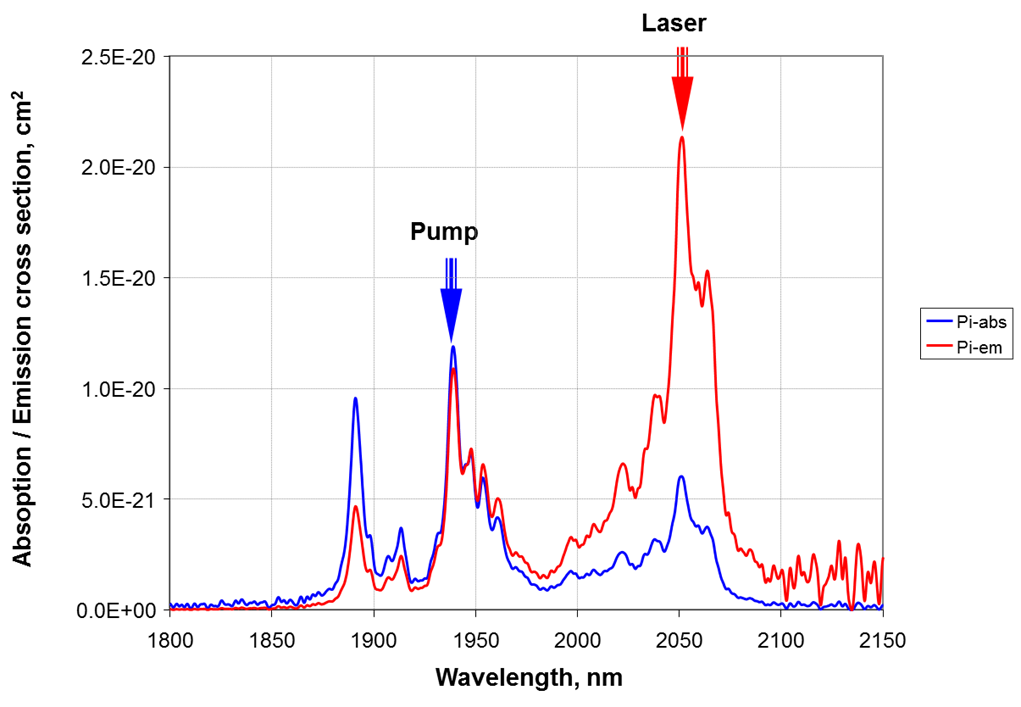 Laser
Pump
Absoption / Emission cross section, cm²
2.5E-20
2.0E-20
1.5E-20
1.0E-20
5.0E-21
0.0E+00
1800 1850 1900 1950 2000 2050 2100 2150
Wavelength, nm
Pi-abs
Pi-em